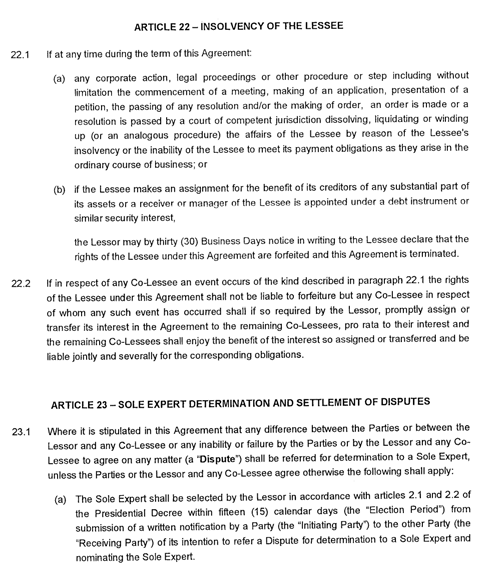 ARTICLE 22 – INSOLVENCY OF THE LESSEE
22.1 If at any time during the term of this Agreement:
(a) any corporate action, legal proceedings or other procedure or step including without
limitation the commencement of a meeting, making of an application, presentation of a
petition, the passing of any resolution and/or the making of order, an order is made or a
resolution is passed by a court of competent jurisdiction dissolving, liquidating or winding
up (or an analogous procedure) the affairs of the Lessee by reason of the Lessee's
insolvency or the inability of the Lessee to meet its payment obligations as they arise in the
ordinary course of business; or
(b) if the Lessee makes an assignment for the benefit of its creditors of any substantial part of
its assets or a receiver or manager of the Lessee is appointed under a debt instrument or
similar security interest,
the Lessor may by thirty (30) Business Days notice in writing to the Lessee declare that the
rights of the Lessee under this Agreement are forfeited and this Agreement is terminated.
22.2 If in respect of any Co-Lessee an event occurs of the kind described in paragraph 22.1 the rights
of the Lessee under this Agreement shall not be liable to forfeiture but any Co-Lessee in respect
of whom any such event has occurred shall if so required by the Lessor, promptly assign or
transfer its interest in the Agreement to the remaining Co-Lessees, pro rata to their interest and
the remaining Co-Lessees shall enjoy the benefit of the interest so assigned or transferred and be
liable jointly and severally for the corresponding obligations.
ARTICLE 23 – SOLE EXPERT DETERMINATION AND SETTLEMENT OF DISPUTES
23.1 Where it is stipulated in this Agreement that any difference between the Parties or between the
Lessor and any Co-Lessee or any inability or failure by the Parties or by the Lessor and any Co-
Lessee to agree on any matter (a “Dispute”) shall be referred for determination to a Sole Expert,
unless the Parties or the Lessor and any Co-Lessee agree otherwise the following shall apply:
(a) The Sole Expert shall be selected by the Lessor in accordance with articles 2.1 and 2.2 of
the Presidential Decree within fifteen (15) calendar days (the “Election Period”) from
submission of a written notification by a Party (the “Initiating Party”) to the other Party (the
“Receiving Party”) of its intention to refer a Dispute for determination to a Sole Expert and
nominating the Sole Expert.